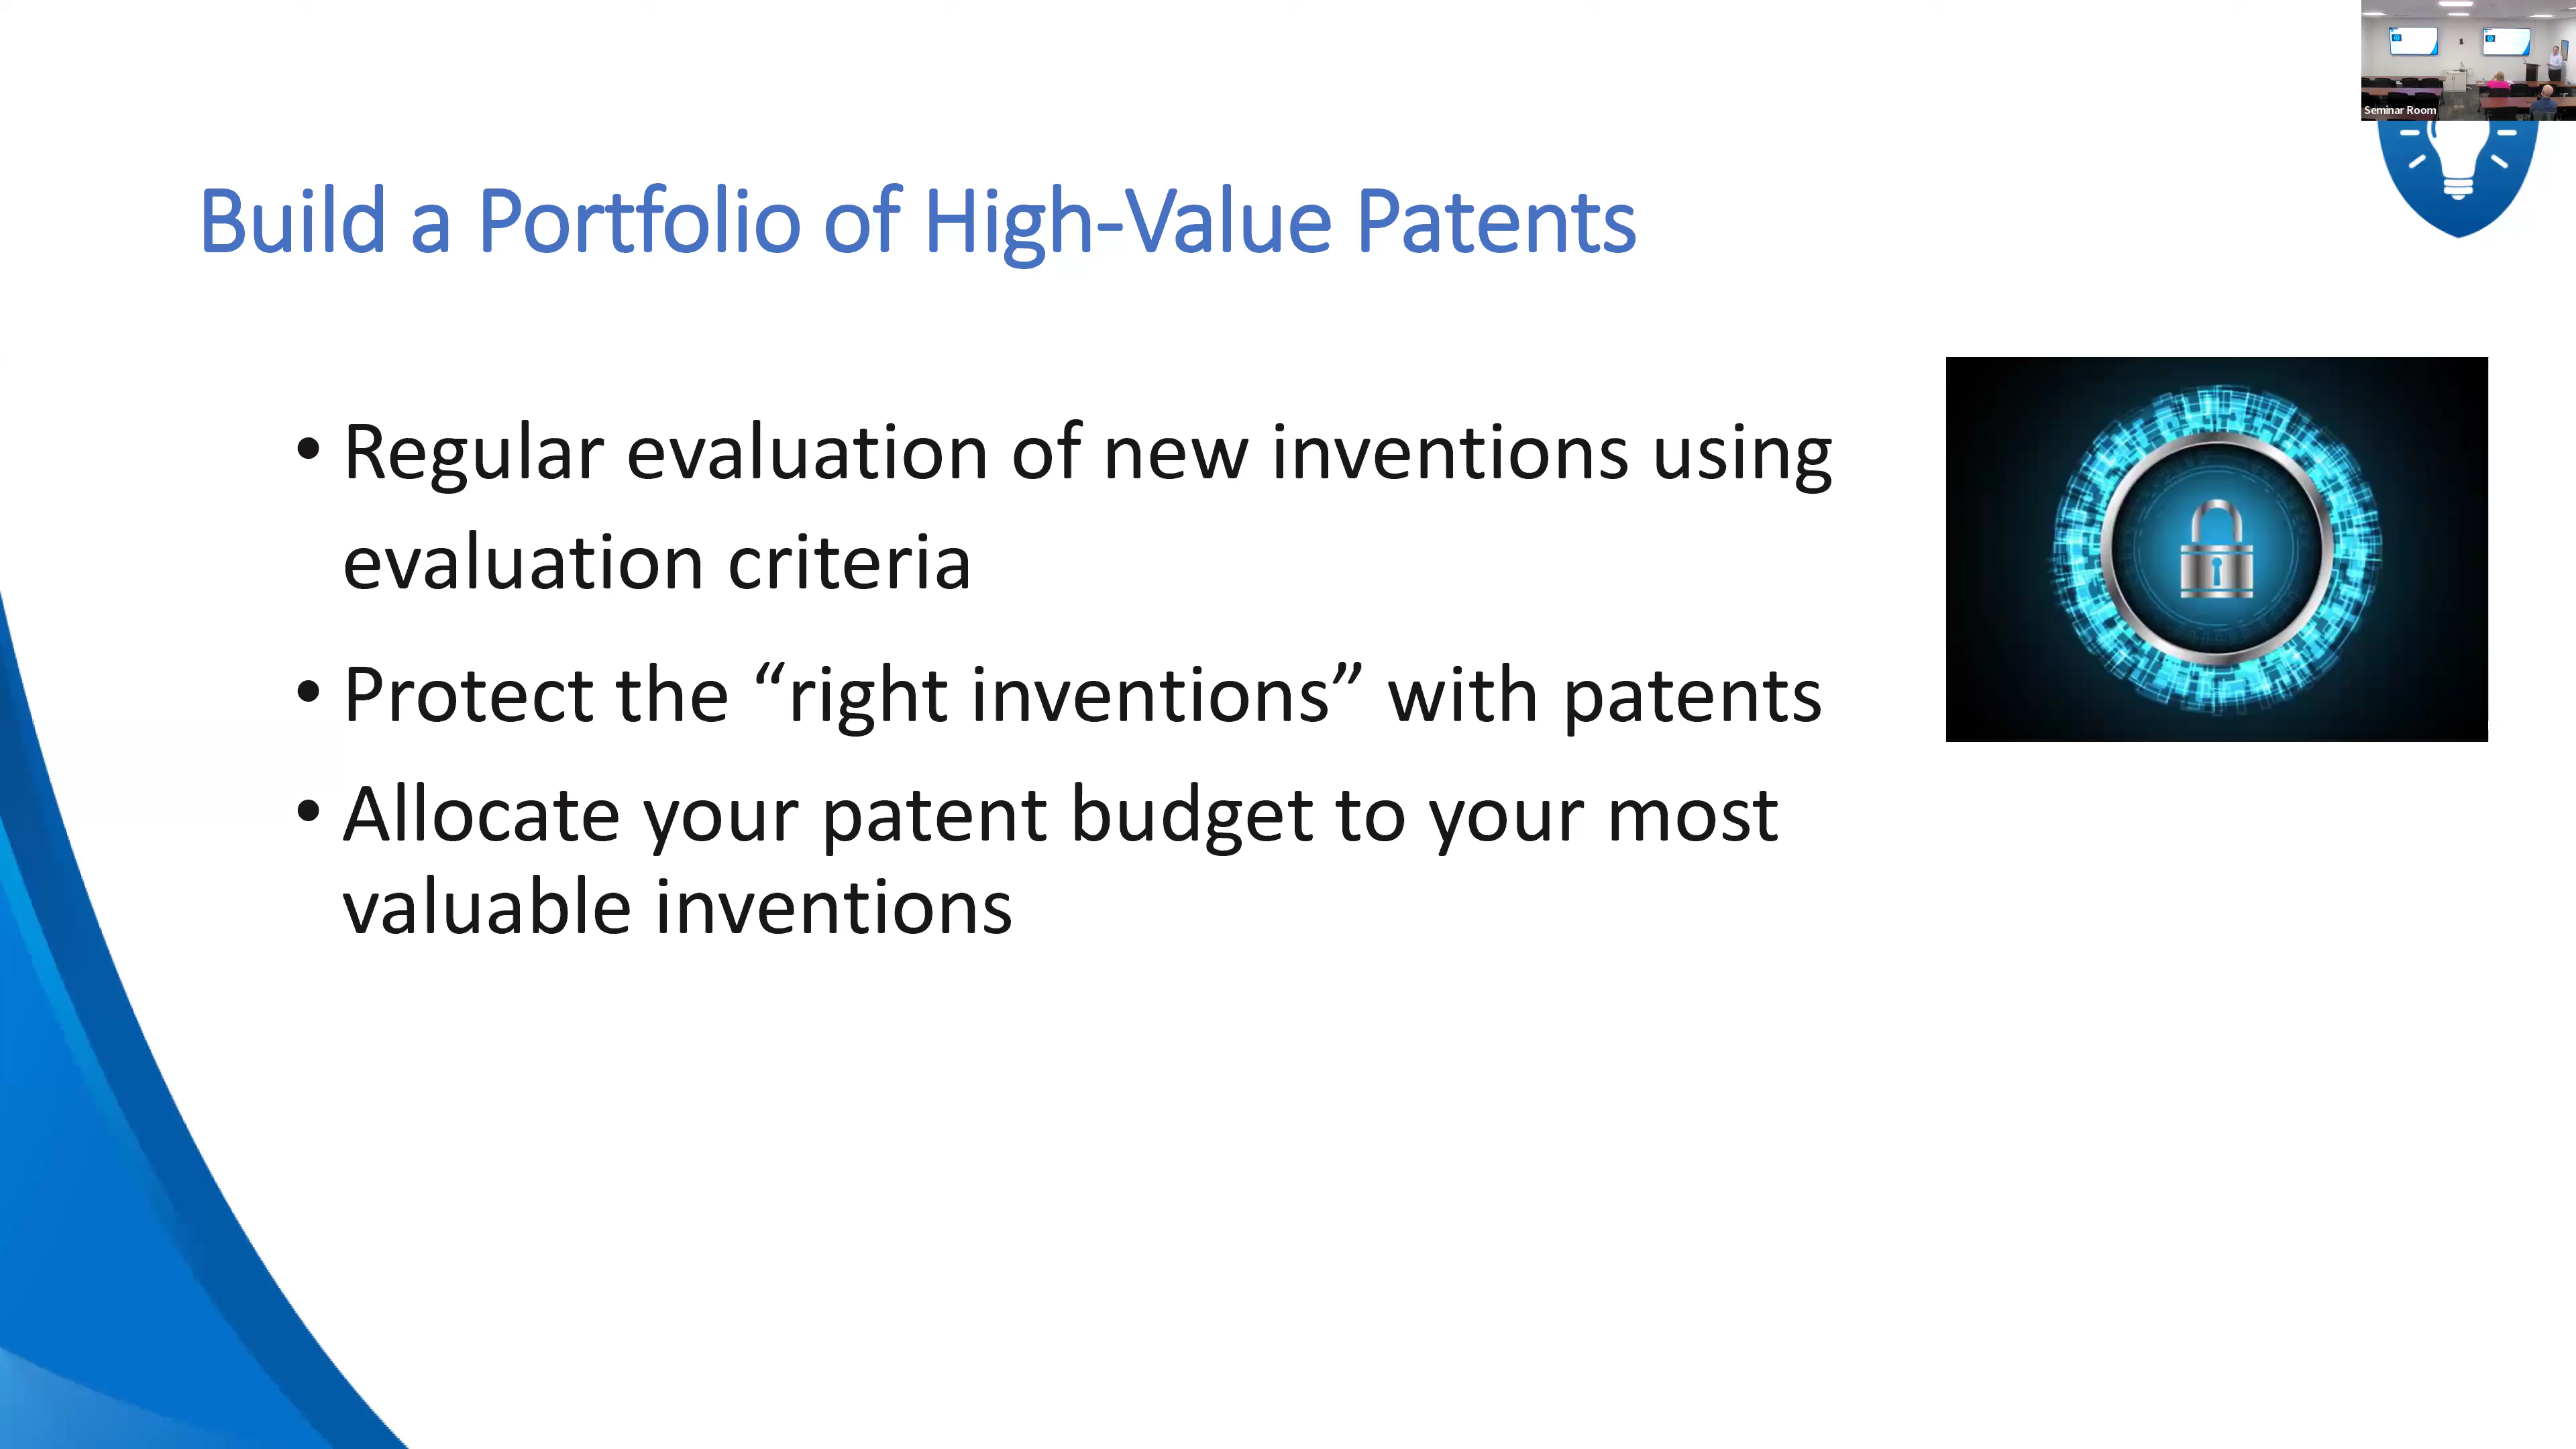 Seminar Room
Build a Portfolio of High-Value Patents
• Regular evaluation of new inventions using
evaluation criteria
• Protect the “right inventions” with patents
• Allocate your patent budget to your most
valuable inventions